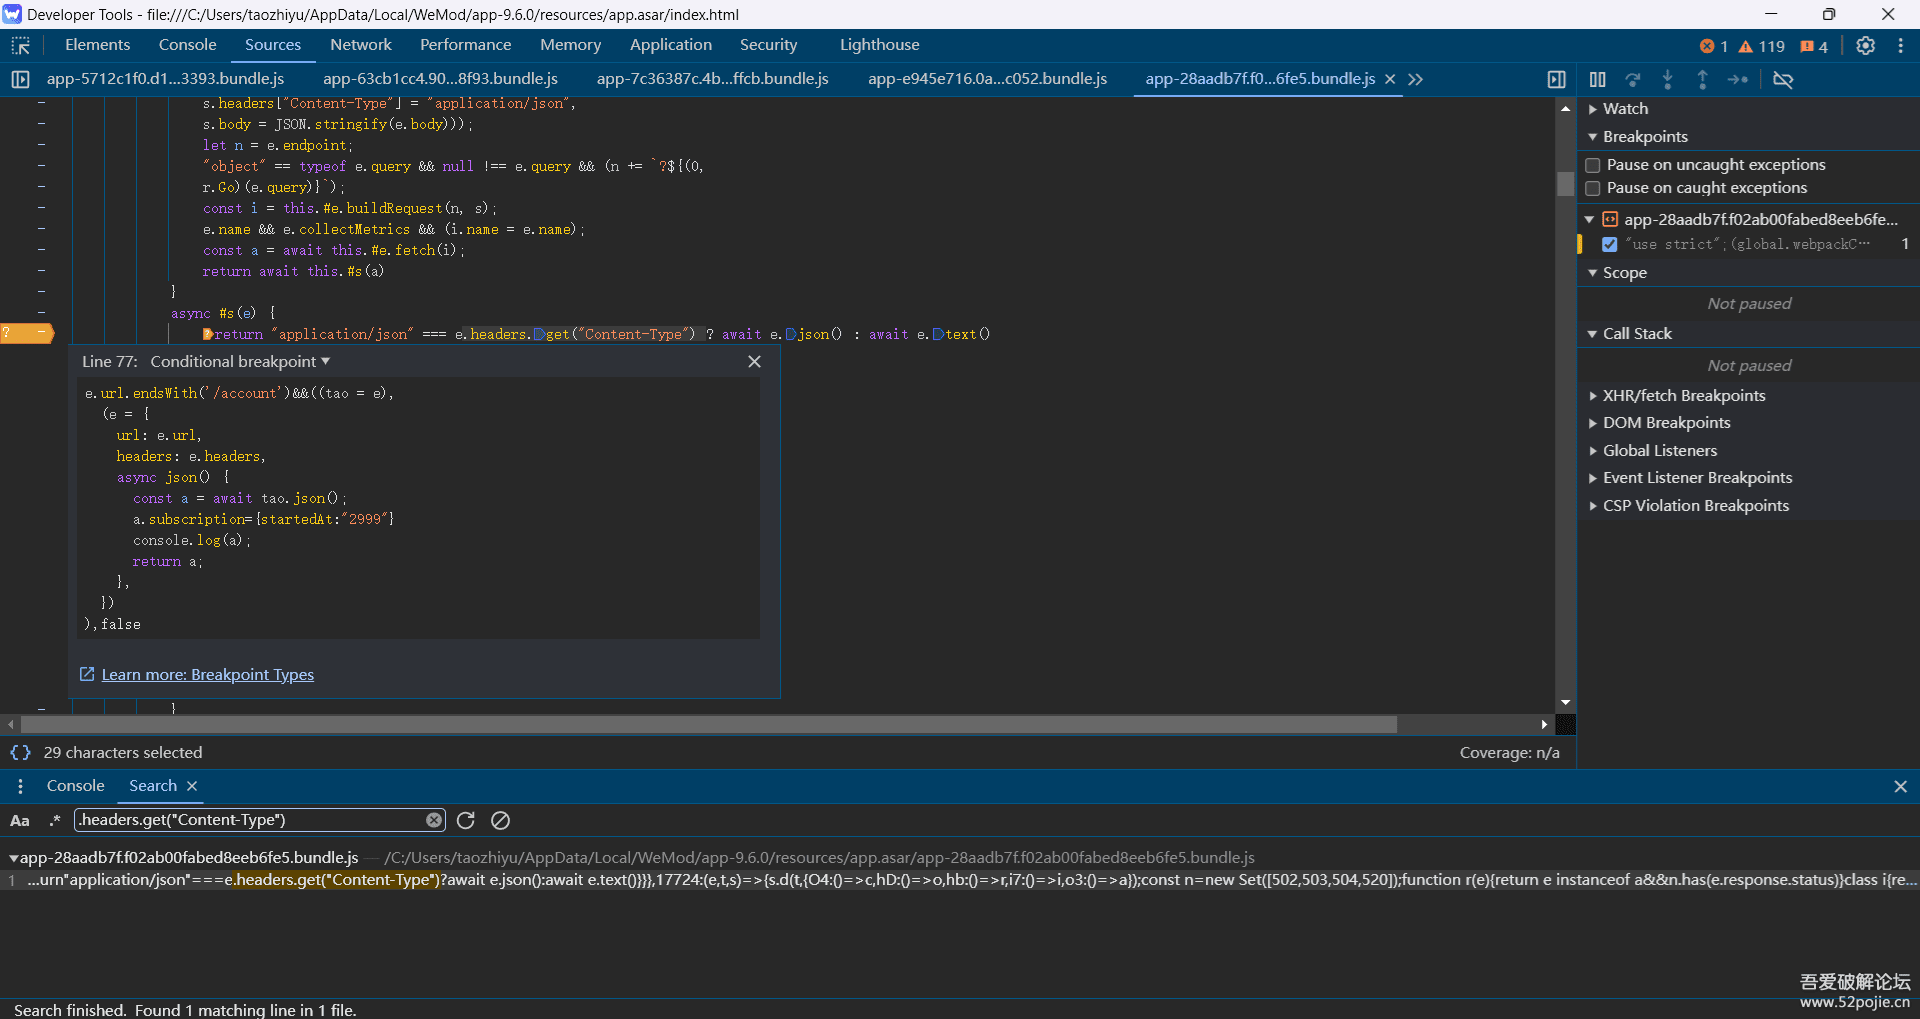 Developer Tools - file:///C:/Users/taozhiyu/AppData/Local/WeMod/app-9.6.0/resources/app.asar/index.html
Elements Console Sources Network Performance Memory Application Security Lighthouse 1 119 4
app-5712c1f0.d1...3393.bundle.js app-63cb1cc4.90...8f93.bundle.js app-7c36387c.4b...ffcb.bundle.js app-e945e716.0a...c052.bundle.js app-28aadb7f.f0...6fe5.bundle.js
s.headers["Content-Type"] = "application/json",
s.body = JSON.stringify(e.body)));
let n = e.endpoint;
"object" == typeof e.query && null !== e.query && (n += `?${(0,
r.Go)(e.query)}`);
const i = this.#e.buildRequest(n, s);
e.name && e.collectMetrics && (i.name = e.name);
const a = await this.#e.fetch(i);
return await this.#s(a)
}
async #s(e) {
? return "application/json" === e.headers.get("Content-Type") ? await e.json() : await e.text()
Line 77: Conditional breakpoint
e.url.endsWith('/account')&&((tao = e),
(e = {
url: e.url,
headers: e.headers,
async json() {
const a = await tao.json();
a.subscription={startedAt:"2999"}
console.log(a);
return a;
},
})
),false
Learn more: Breakpoint Types
}
{} 29 characters selected
Coverage: n/a
Watch
Breakpoints
Pause on uncaught exceptions
Pause on caught exceptions
app-28aadb7f.f02ab00fabed8eeb6fe...
"use strict";(global.webpackC… 1
Scope
Not paused
Call Stack
Not paused
XHR/fetch Breakpoints
DOM Breakpoints
Global Listeners
Event Listener Breakpoints
CSP Violation Breakpoints
Console Search
Aa .* .headers.get("Content-Type")
app-28aadb7f.f02ab00fabed8eeb6fe5.bundle.js — /C:/Users/taozhiyu/AppData/Local/WeMod/app-9.6.0/resources/app.asar/app-28aadb7f.f02ab00fabed8eeb6fe5.bundle.js
1 ...urn"application/json"===e.headers.get("Content-Type")?await e.json():await e.text()}}},17724:(e,t,s)=>{s.d(t,{O4:()=>c,hD:()=>o,hb:()=>r,i7:()=>i,o3:()=>a});const n=new Set([502,503,504,520]);function r(e){return e instanceof a&&n.has(e.response.status)}class i{re...
吾爱破解论坛
www.52pojie.cn
Search finished. Found 1 matching line in 1 file.